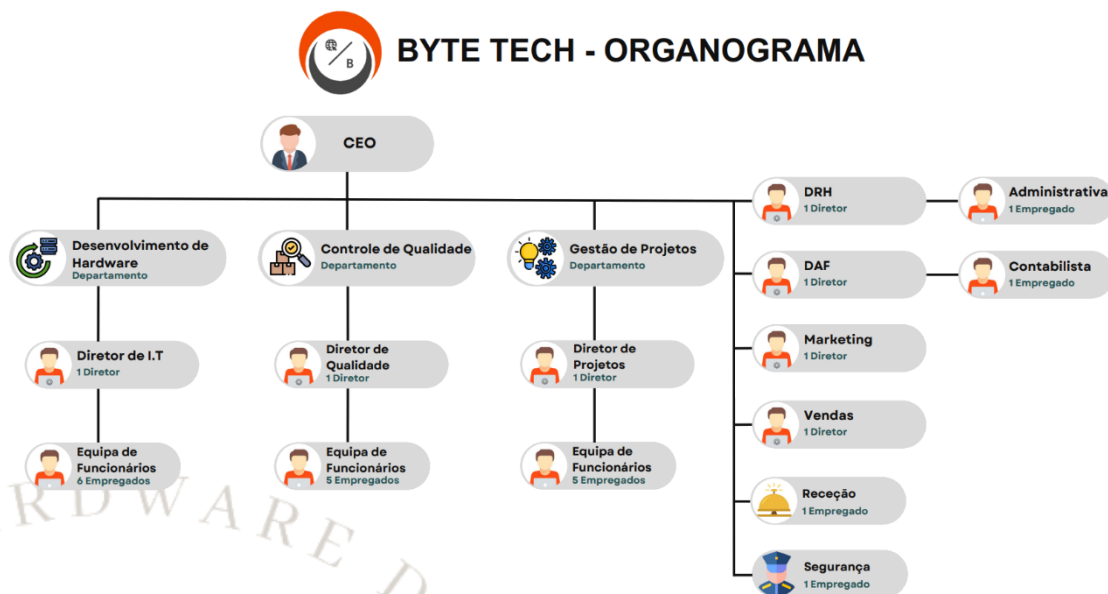 B
BYTE TECH - ORGANOGRAMA
CEO
Desenvolvimento de
Hardware
Departamento
Diretor de I.T
1 Diretor
Equipa de
Funcionários
6 Empregados
Controle de Qualidade
Departamento
Diretor de
Qualidade
1 Diretor
Equipa de
Funcionários
5 Empregados
Gestão de Projetos
Departamento
Diretor de
Projetos
1 Diretor
Equipa de
Funcionários
5 Empregados
DRH
1 Diretor
Administrativa
1 Empregado
DAF
1 Diretor
Contabilista
1 Empregado
Marketing
1 Diretor
Vendas
1 Diretor
Receção
1 Empregado
Segurança
1 Empregado
RDWARE D